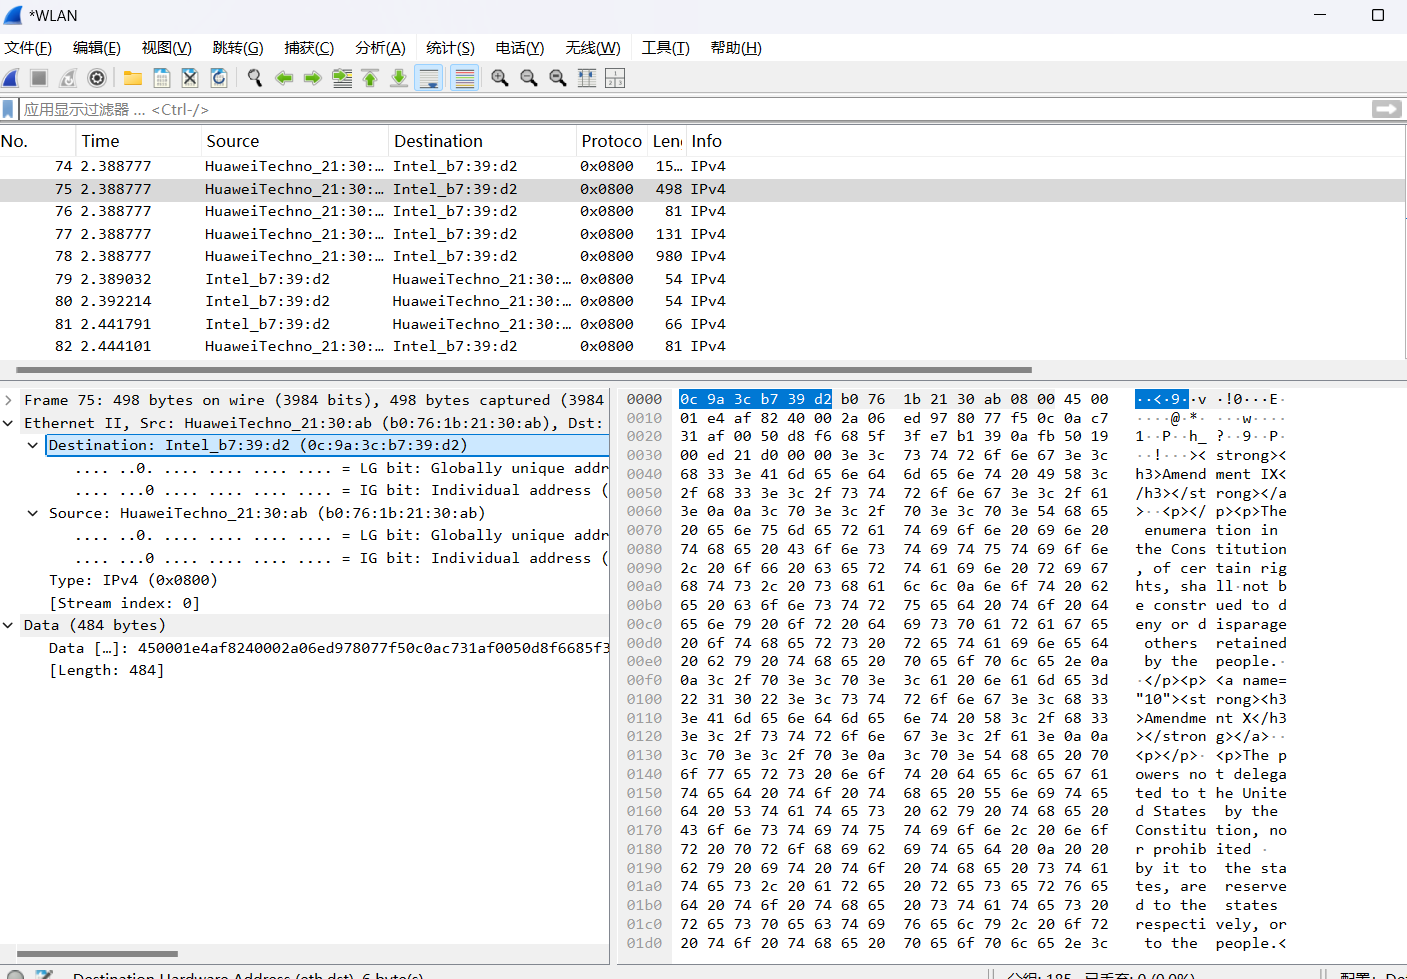 *WLAN
文件(F) 编辑(E) 视图(V) 跳转(G) 捕获(C) 分析(A) 统计(S) 电话(Y) 无线(W) 工具(T) 帮助(H)
应用显示过滤器 … <Ctrl-/>
No. Time Source Destination Protoco Len Info
74 2.388777 HuaweiTechno_21:30:… Intel_b7:39:d2 0x0800 15… IPv4
75 2.388777 HuaweiTechno_21:30:… Intel_b7:39:d2 0x0800 498 IPv4
76 2.388777 HuaweiTechno_21:30:… Intel_b7:39:d2 0x0800 81 IPv4
77 2.388777 HuaweiTechno_21:30:… Intel_b7:39:d2 0x0800 131 IPv4
78 2.388777 HuaweiTechno_21:30:… Intel_b7:39:d2 0x0800 980 IPv4
79 2.389032 Intel_b7:39:d2 HuaweiTechno_21:30:… 0x0800 54 IPv4
80 2.392214 Intel_b7:39:d2 HuaweiTechno_21:30:… 0x0800 54 IPv4
81 2.441791 Intel_b7:39:d2 HuaweiTechno_21:30:… 0x0800 66 IPv4
82 2.444101 HuaweiTechno_21:30:… Intel_b7:39:d2 0x0800 81 IPv4
Frame 75: 498 bytes on wire (3984 bits), 498 bytes captured (3984
Ethernet II, Src: HuaweiTechno_21:30:ab (b0:76:1b:21:30:ab), Dst:
Destination: Intel_b7:39:d2 (0c:9a:3c:b7:39:d2)
.... ..0. .... .... .... .... = LG bit: Globally unique addr
.... ...0 .... .... .... .... = IG bit: Individual address (
Source: HuaweiTechno_21:30:ab (b0:76:1b:21:30:ab)
.... ..0. .... .... .... .... = LG bit: Globally unique addr
.... ...0 .... .... .... .... = IG bit: Individual address (
Type: IPv4 (0x0800)
[Stream index: 0]
Data (484 bytes)
Data […]: 450001e4af8240002a06ed978077f50c0ac731af0050d8f6685f3
[Length: 484]
0000 0c 9a 3c b7 39 d2 b0 76 1b 21 30 ab 08 00 45 00 ··<·9··v ·!0···E·
0010 01 e4 af 82 40 00 2a 06 ed 97 80 77 f5 0c 0a c7 ····@·*· ···w····
0020 31 af 00 50 d8 f6 68 5f 3f e7 b1 39 0a fb 50 19 1··P··h_ ?··9··P·
0030 00 ed 21 d0 00 00 3e 3c 73 74 72 6f 6e 67 3e 3c ··!···>< strong><
0040 68 33 3e 41 6d 65 6e 64 6d 65 6e 74 20 49 58 3c h3>Amend ment IX<
0050 2f 68 33 3e 3c 2f 73 74 72 6f 6e 67 3e 3c 2f 61 /h3></st rong></a
0060 3e 0a 0a 3c 70 3e 3c 2f 70 3e 3c 70 3e 54 68 65 >··<p></ p><p>The
0070 20 65 6e 75 6d 65 72 61 74 69 6f 6e 20 69 6e 20 enumera tion in
0080 74 68 65 20 43 6f 6e 73 74 69 74 75 74 69 6f 6e the Cons titution
0090 2c 20 6f 66 20 63 65 72 74 61 69 6e 20 72 69 67 , of cer tain rig
00a0 68 74 73 2c 20 73 68 61 6c 6c 0a 6e 6f 74 20 62 hts, sha ll·not b
00b0 65 20 63 6f 6e 73 74 72 75 65 64 20 74 6f 20 64 e constr ued to d
00c0 65 6e 79 20 6f 72 20 64 69 73 70 61 72 61 67 65 eny or d isparage
00d0 20 6f 74 68 65 72 73 20 72 65 74 61 69 6e 65 64 others retained
00e0 20 62 79 20 74 68 65 20 70 65 6f 70 6c 65 2e 0a by the people.·
00f0 0a 3c 2f 70 3e 3c 70 3e 3c 61 20 6e 61 6d 65 3d ·</p><p> <a name=
0100 22 31 30 22 3e 3c 73 74 72 6f 6e 67 3e 3c 68 33 "10"><st rong><h3
0110 3e 41 6d 65 6e 64 6d 65 6e 74 20 58 3c 2f 68 33 >Amendme nt X</h3
0120 3e 3c 2f 73 74 72 6f 6e 67 3e 3c 2f 61 3e 0a 0a ></stron g></a>··
0130 3c 70 3e 3c 2f 70 3e 0a 3c 70 3e 54 68 65 20 70 <p></p>· <p>The p
0140 6f 77 65 72 73 20 6e 6f 74 20 64 65 6c 65 67 61 owers no t delega
0150 74 65 64 20 74 6f 20 74 68 65 20 55 6e 69 74 65 ted to t he Unite
0160 64 20 53 74 61 74 65 73 20 62 79 20 74 68 65 20 d States by the
0170 43 6f 6e 73 74 69 74 75 74 69 6f 6e 2c 20 6e 6f Constitu tion, no
0180 72 20 70 72 6f 68 69 62 69 74 65 64 20 0a 20 20 r prohib ited ·
0190 62 79 20 69 74 20 74 6f 20 74 68 65 20 73 74 61 by it to the sta
01a0 74 65 73 2c 20 61 72 65 20 72 65 73 65 72 76 65 tes, are reserve
01b0 64 20 74 6f 20 74 68 65 20 73 74 61 74 65 73 20 d to the states
01c0 72 65 73 70 65 63 74 69 76 65 6c 79 2c 20 6f 72 respecti vely, or
01d0 20 74 6f 20 74 68 65 20 70 65 6f 70 6c 65 2e 3c to the people.<
Destination Hardware Address (eth.dst), 6 byte(s)
分组: 185 · 已丢弃: 0 (0.0%)
配置: